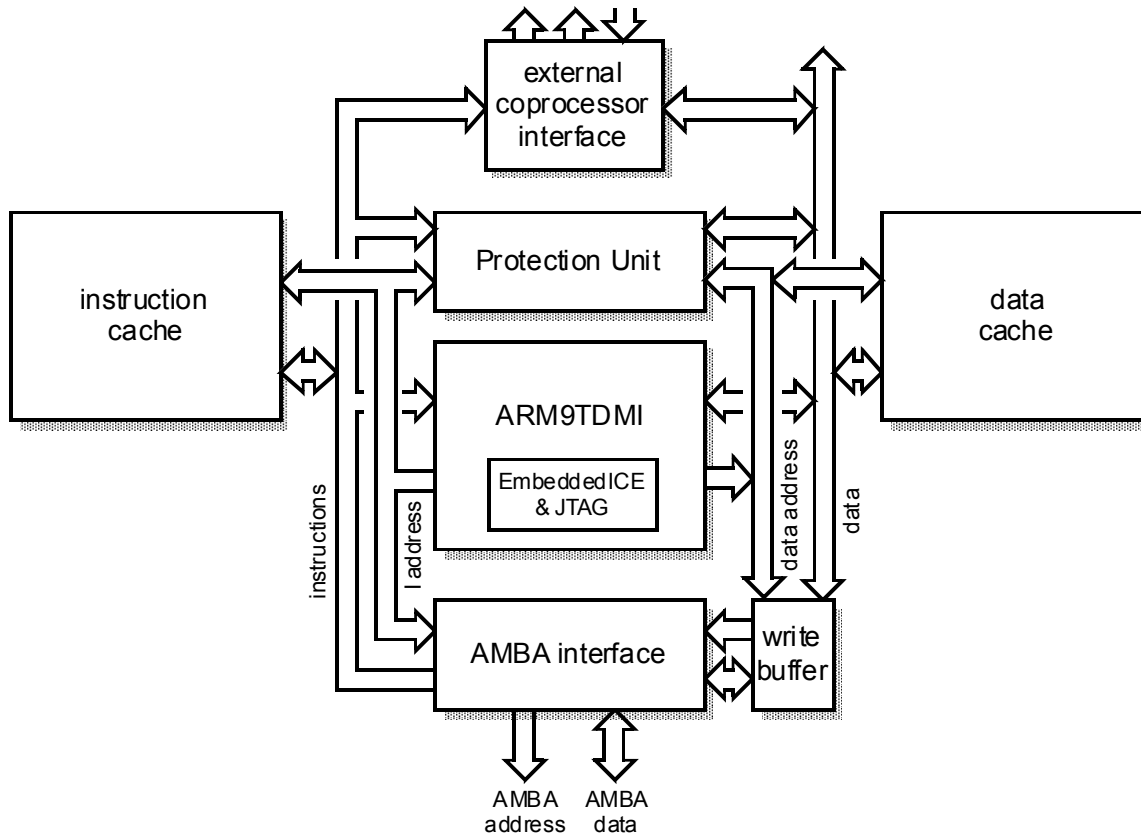 external
coprocessor
interface
Protection Unit
instruction
cache
data
cache
ARM9TDMI
EmbeddedICE
& JTAG
instructions
I address
data address
data
AMBA interface
write
buffer
AMBA
address
AMBA
data